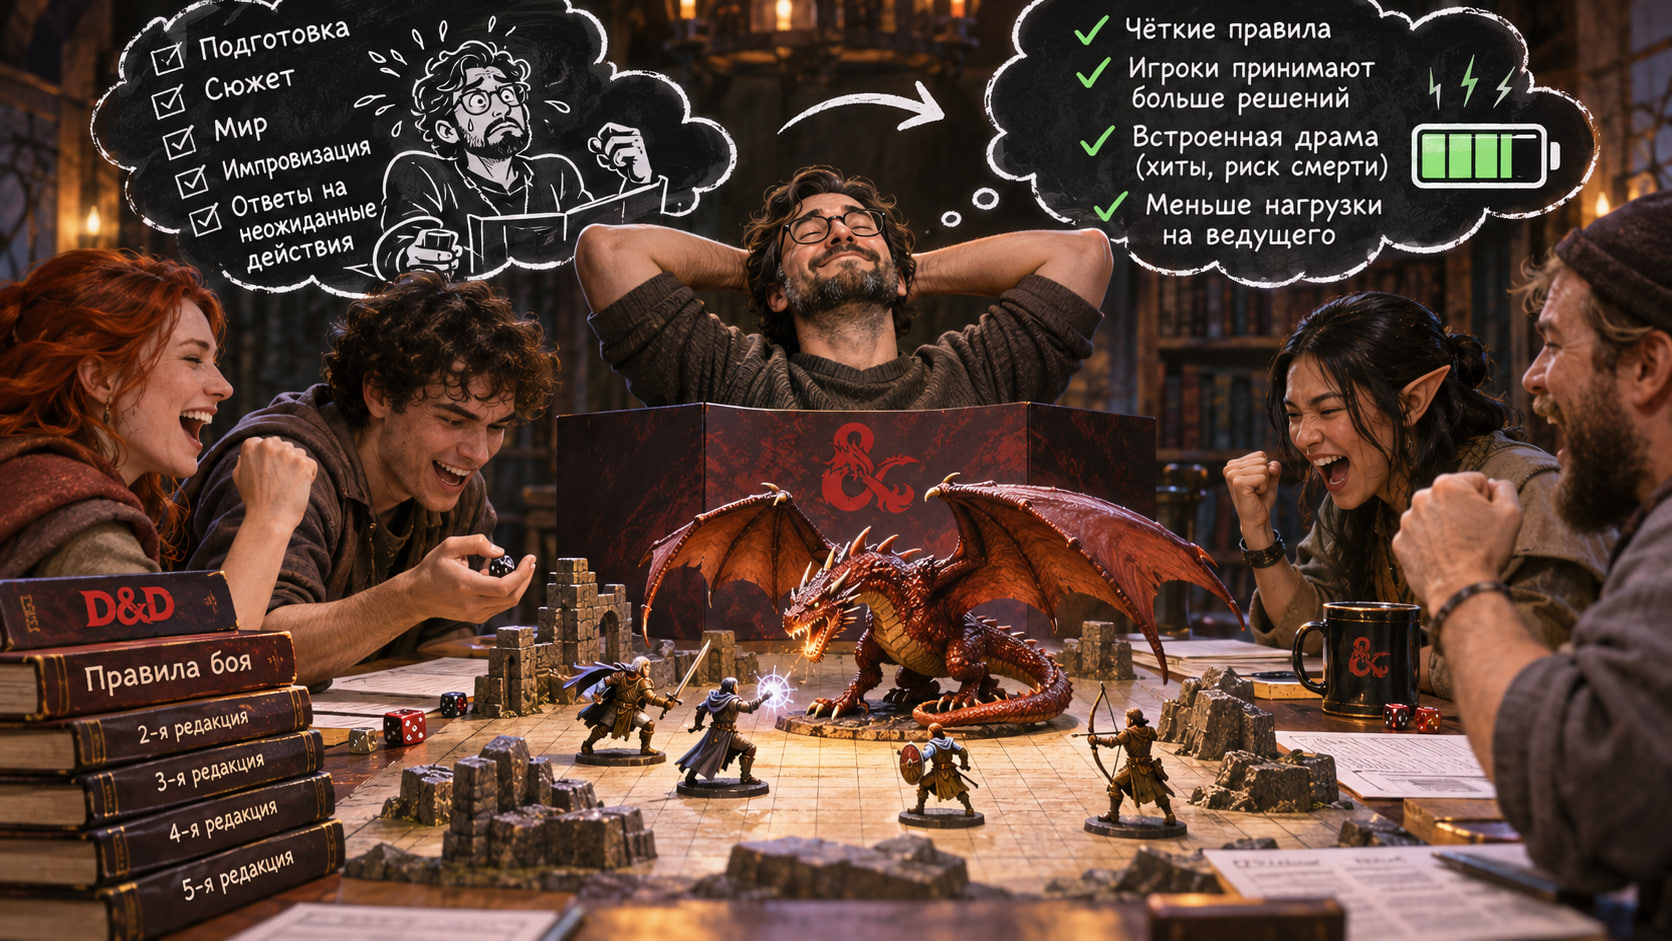 Подготовка
Сюжет
Мир
Импровизация
Ответы на
неожиданные
действия
Чёткие правила
Игроки принимают
больше решений
Встроенная драма
(хиты, риск смерти)
Меньше нагрузки
на ведущего
&
D&D
Правила боя
2-я редакция
3-я редакция
4-я редакция
5-я редакция
&